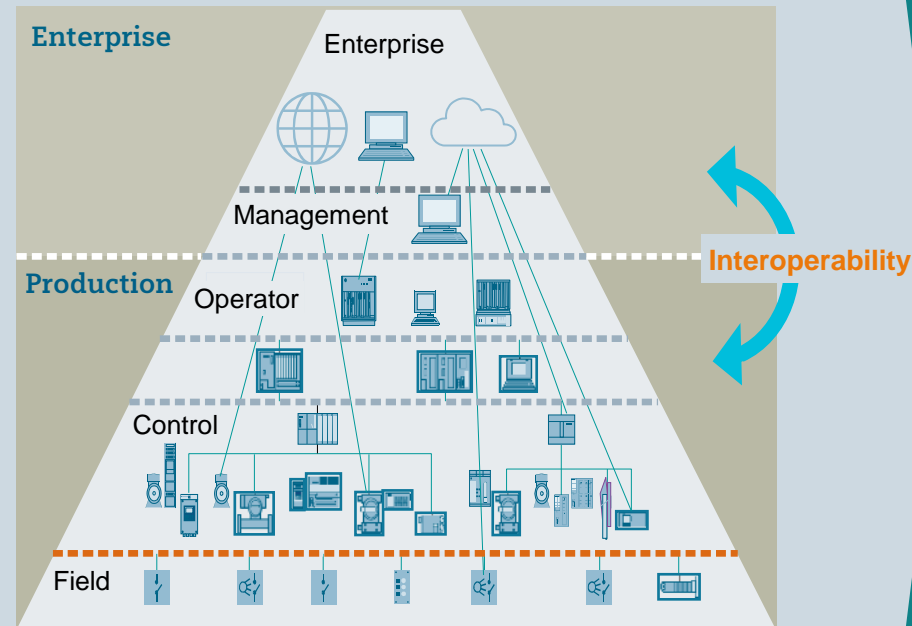 Enterprise
Enterprise
Management
Interoperability
Production
Operator
Control
Field